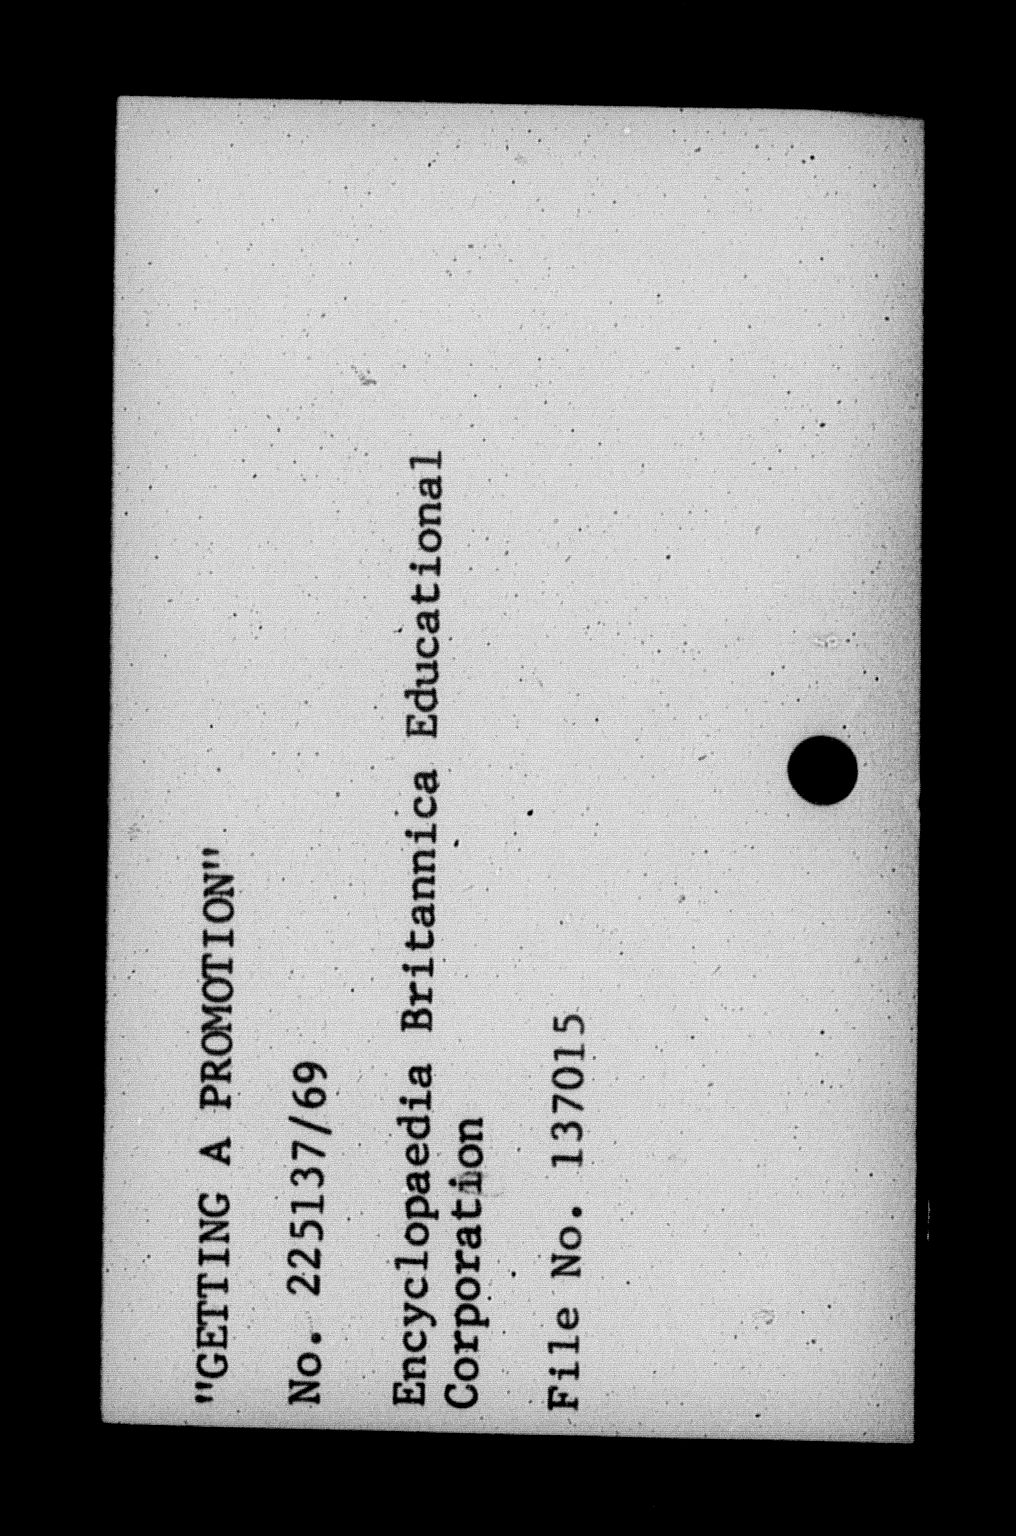 "GETTING A PROMOTION"
No. 225137/69
Encyclopaedia Britannica Educational
Corporation
File No. 137015